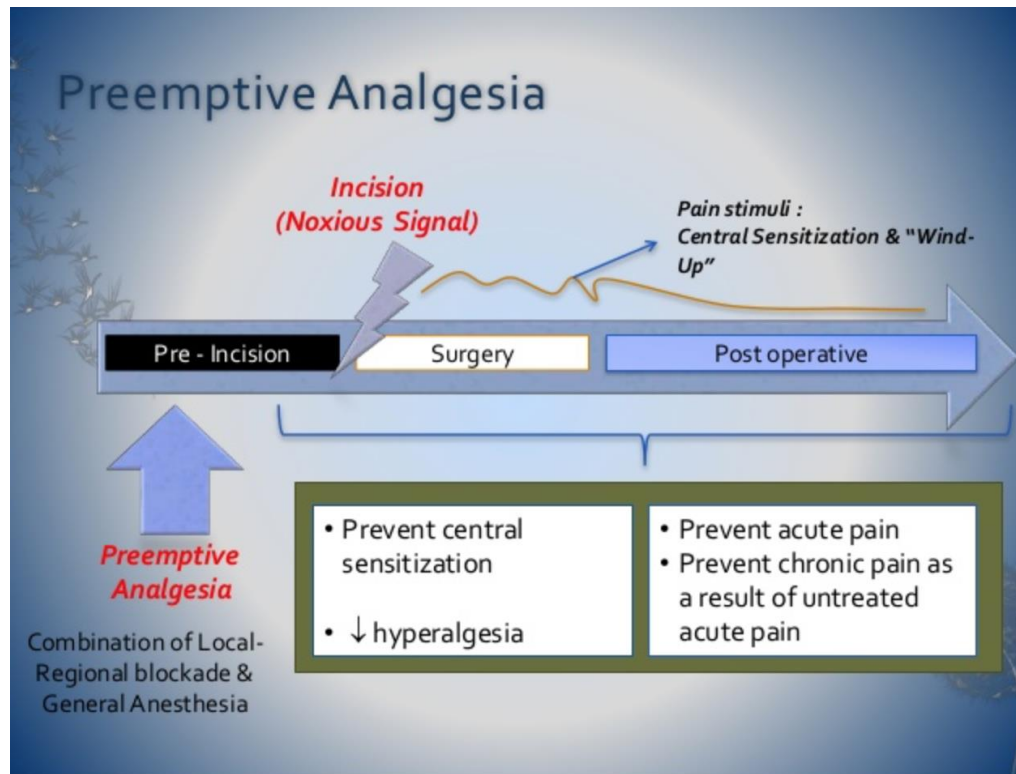 Preemptive Analgesia
Incision
(Noxious Signal)
Pain stimuli :
Central Sensitization & "Wind-
Up"
Pre - Incision
Surgery
Post operative
Preemptive
Analgesia
Combination of Local-
Regional blockade &
General Anesthesia
• Prevent central
sensitization
• ↓ hyperalgesia
• Prevent acute pain
• Prevent chronic pain as
a result of untreated
acute pain